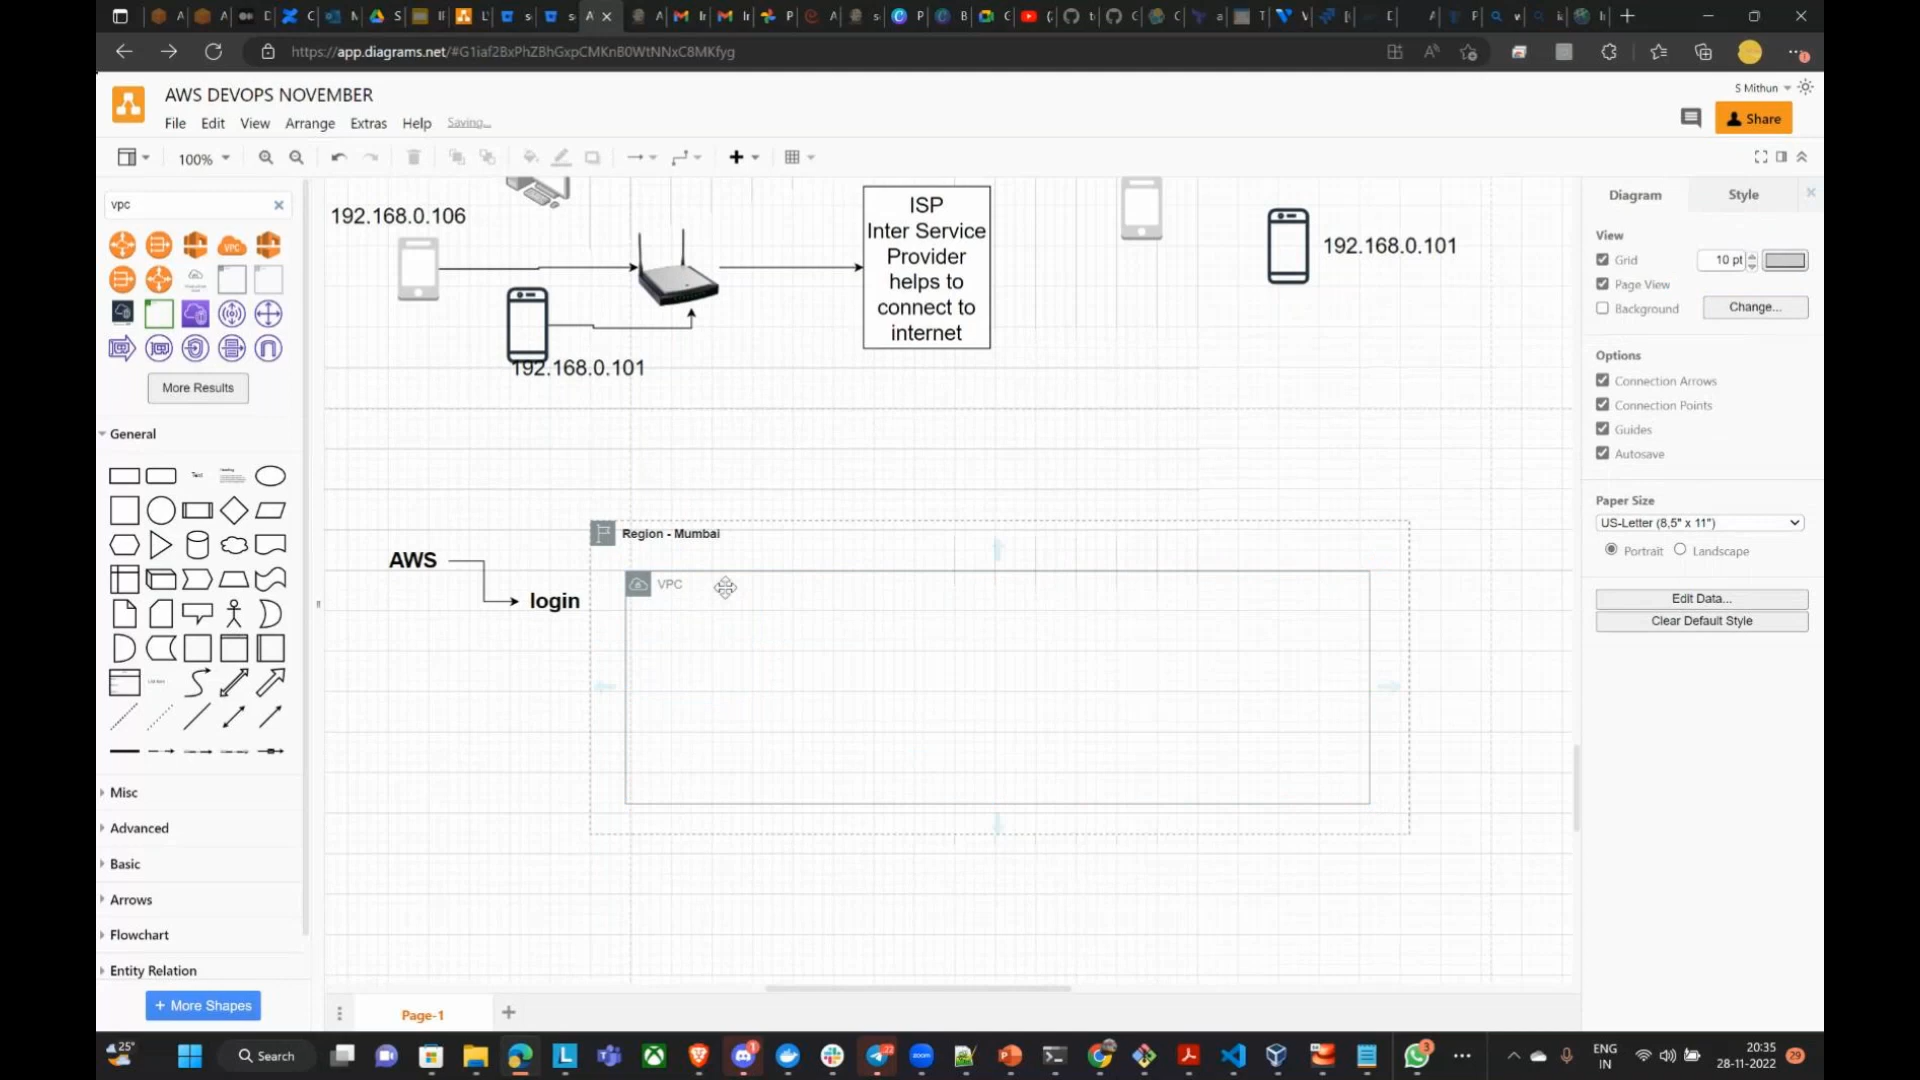 https://app.diagrams.net/#G1iaf2BxPhZBhGxpCMKnB0WtNNxC8MKfyg
AWS DEVOPS NOVEMBER
S Mithun
File Edit View Arrange Extras Help Saving...
Share
100%
vpc
VPC
More Results
General
Text
Heading
Misc
Advanced
Basic
Arrows
Flowchart
Entity Relation
+ More Shapes
192.168.0.106
192.168.0.101
ISP
Inter Service
Provider
helps to
connect to
internet
192.168.0.101
AWS
login
Region - Mumbai
VPC
Page-1
Diagram
Style
View
Grid
10 pt
Page View
Background
Change...
Options
Connection Arrows
Connection Points
Guides
Autosave
Paper Size
US-Letter (8,5" x 11")
Portrait
Landscape
Edit Data...
Clear Default Style
25°
Search
ENG
IN
20:35
28-11-2022
29